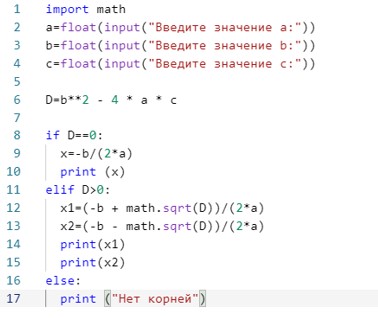 1 import math
2 a=float(input("Введите значение a:"))
3 b=float(input("Введите значение b:"))
4 c=float(input("Введите значение c:"))
5
6 D=b**2 - 4 * a * c
7
8 if D==0:
9   x=-b/(2*a)
10   print (x)
11 elif D>0:
12   x1=(-b + math.sqrt(D))/(2*a)
13   x2=(-b - math.sqrt(D))/(2*a)
14   print(x1)
15   print(x2)
16 else:
17   print ("Нет корней")